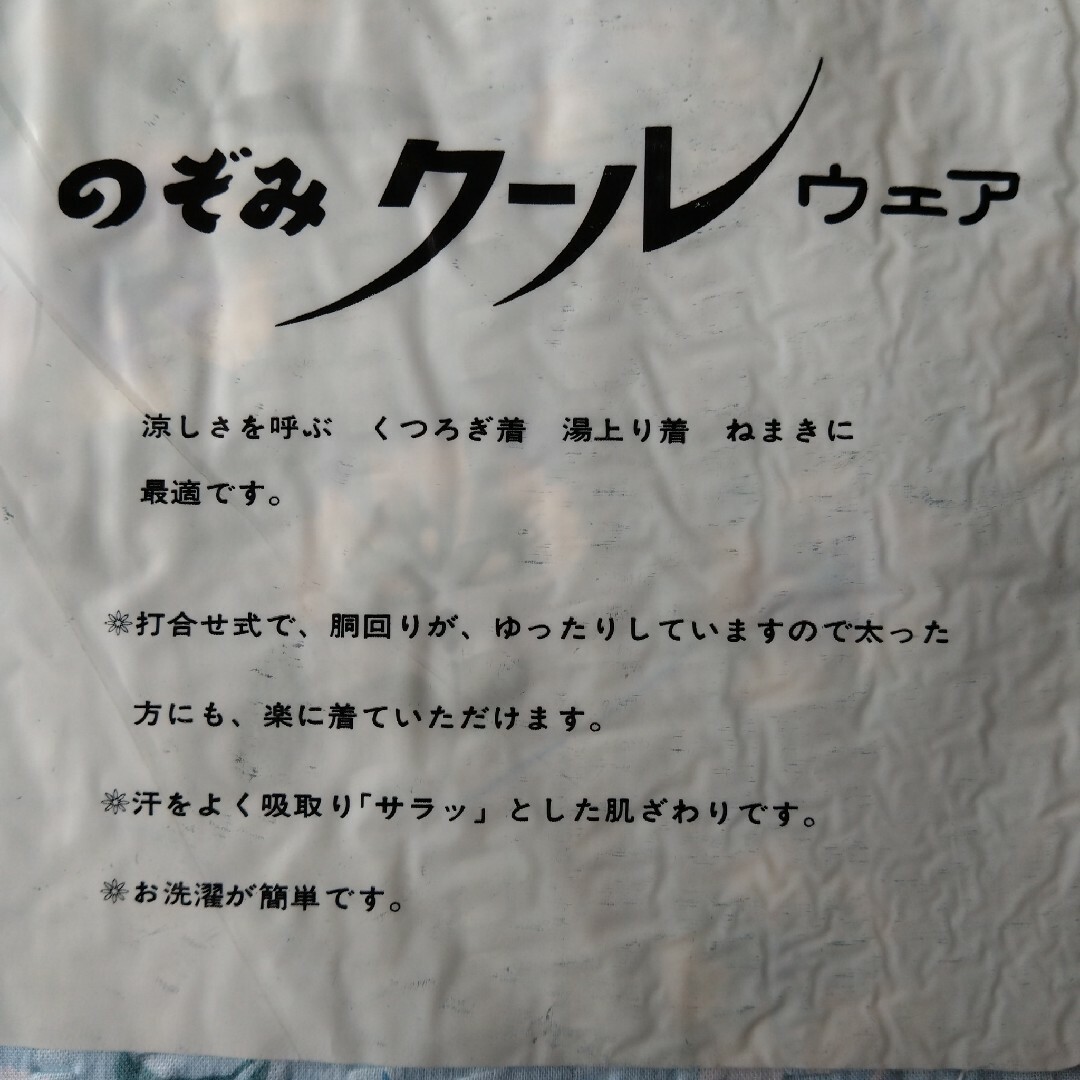 のぞみ クール ウェア
涼しさを呼ぶ　くつろぎ着　湯上り着　ねまきに
最適です。
※打合せ式で、胴回りが、ゆったりしていますので太った
方にも、楽に着ていただけます。
※汗をよく吸取り「サラッ」とした肌ざわりです。
※お洗濯が簡単です。